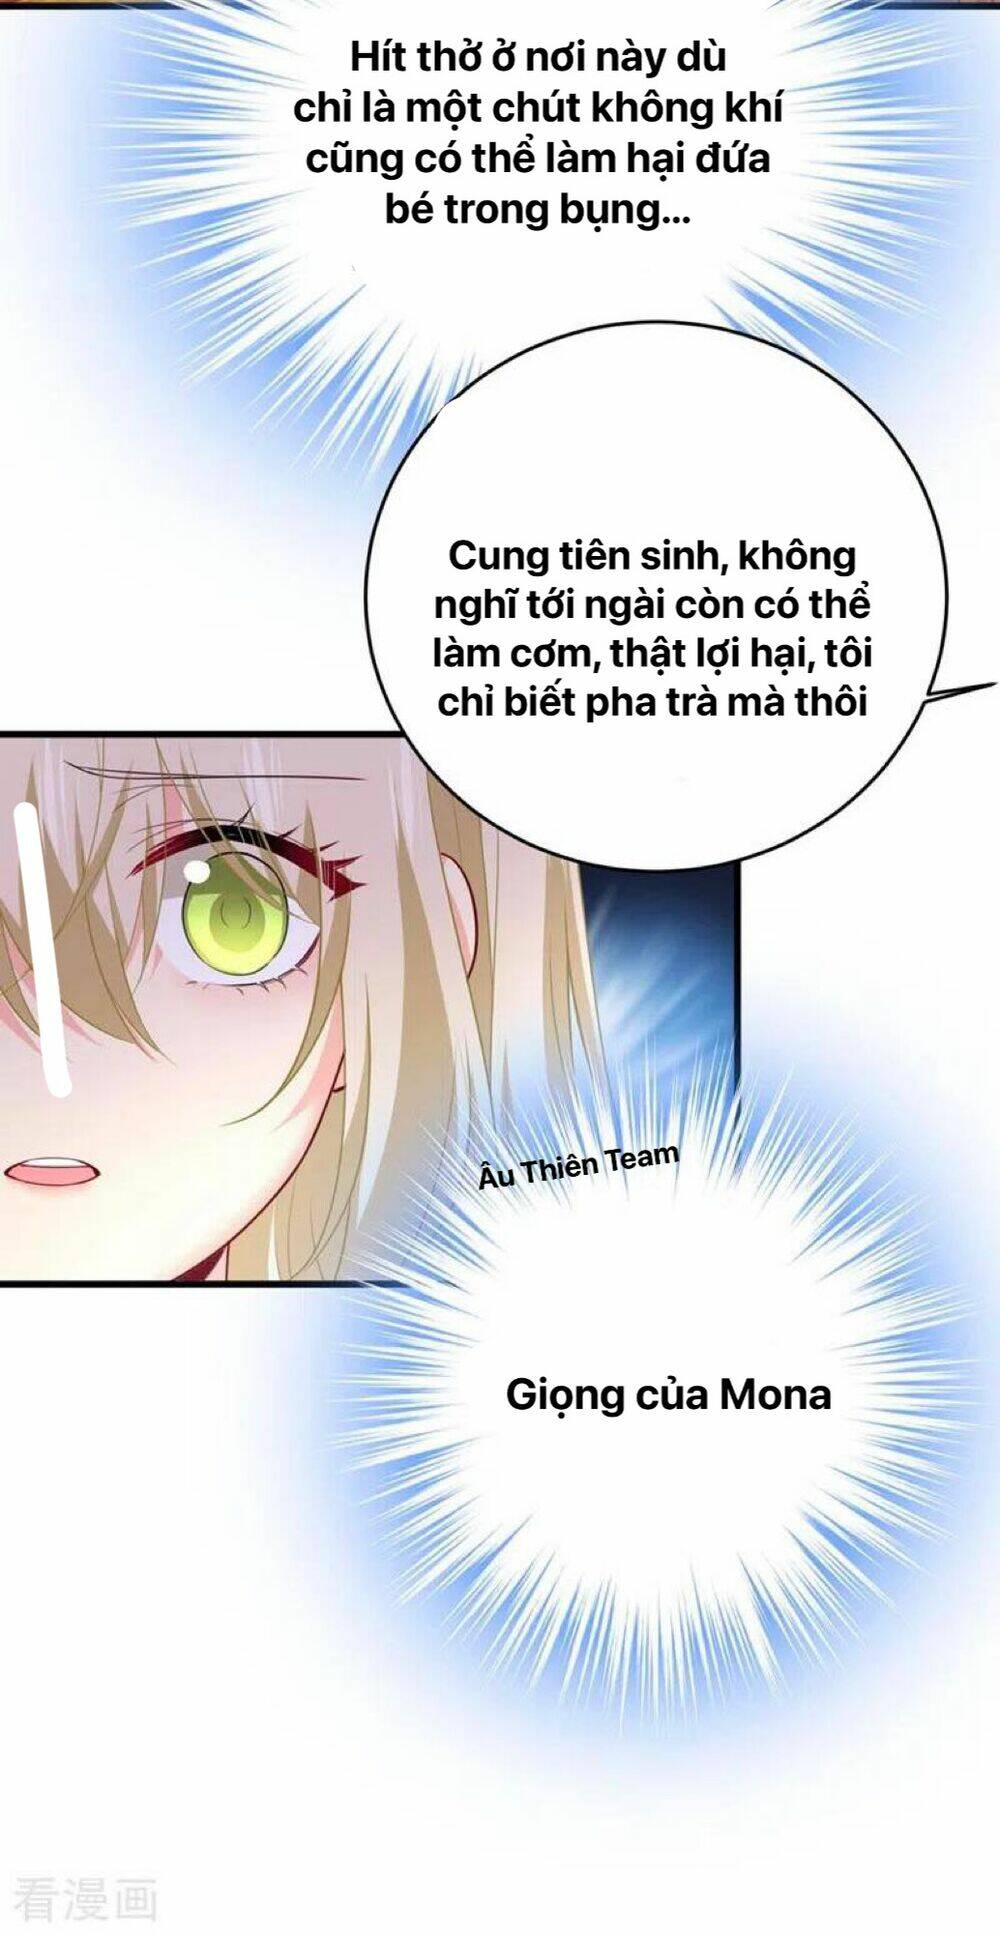 Hít thở ở nơi này dù
chỉ là một chút không khí
cũng có thể làm hại đứa
bé trong bụng...
Cung tiên sinh, không
nghĩ tới ngài còn có thể
làm cơm, thật lợi hại, tôi
chỉ biết pha trà mà thôi
Âu Thiên Team
Giọng của Mona
看漫画